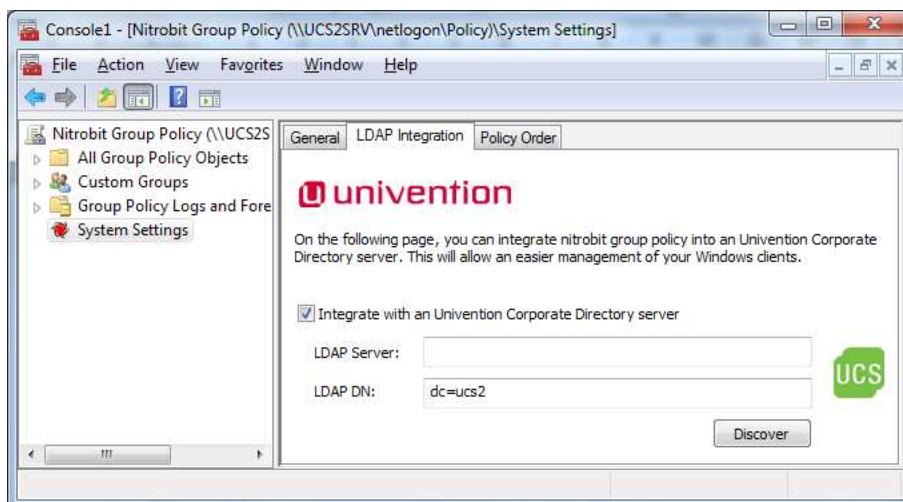 Console1 - [Nitrobit Group Policy (\\UCS2SRV\netlogon\Policy)\System Settings]
File Action View Favorites Window Help
Nitrobit Group Policy (\\UCS2S
All Group Policy Objects
Custom Groups
Group Policy Logs and Fore
System Settings
General LDAP Integration Policy Order
univention
On the following page, you can integrate nitrobit group policy into an Univention Corporate
Directory server. This will allow an easier management of your Windows clients.
Integrate with an Univention Corporate Directory server
LDAP Server:
LDAP DN: dc=ucs2
UCS
Discover